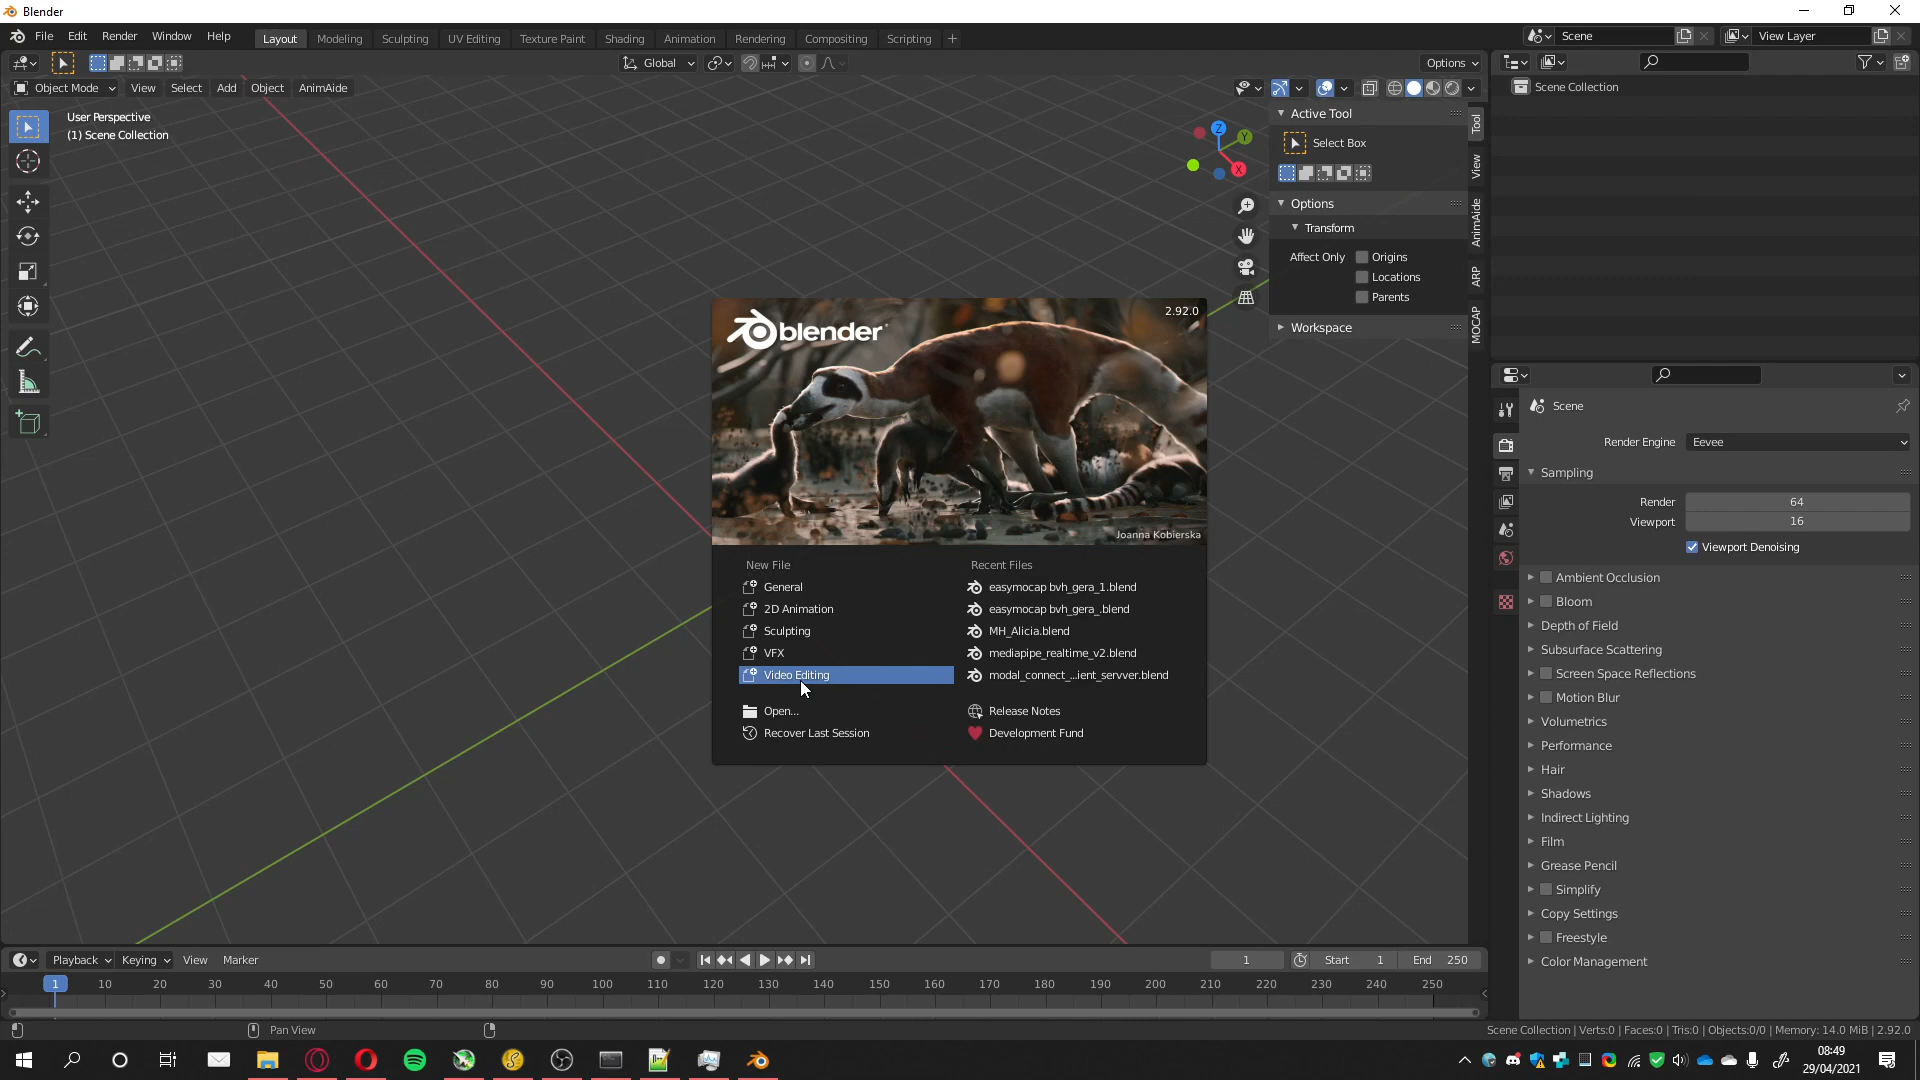 Blender
File Edit Render Window Help
Layout Modeling Sculpting UV Editing Texture Paint Shading Animation Rendering Compositing Scripting
Scene View Layer
Global Options
Object Mode View Select Add Object AnimAide
Scene Collection
User Perspective
(1) Scene Collection
Z
Y
X
Active Tool
Select Box
Options
Transform
Affect Only Origins
Locations
Parents
Workspace
Tool
View
AnimAide
ARP
MOCAP
2.92.0
blender
Joanna Kobierska
New File
General
2D Animation
Sculpting
VFX
Video Editing
Open...
Recover Last Session
Recent Files
easymocap bvh_gera_1.blend
easymocap bvh_gera_.blend
MH_Alicia.blend
mediapipe_realtime_v2.blend
modal_connect_...ient_servver.blend
Release Notes
Development Fund
Scene
Render Engine Eevee
Sampling
Render 64
Viewport 16
Viewport Denoising
Ambient Occlusion
Bloom
Depth of Field
Subsurface Scattering
Screen Space Reflections
Motion Blur
Volumetrics
Performance
Hair
Shadows
Indirect Lighting
Film
Grease Pencil
Simplify
Copy Settings
Freestyle
Color Management
Playback Keying View Marker 1 Start 1 End 250
1 10 20 30 40 50 60 70 80 90 100 110 120 130 140 150 160 170 180 190 200 210 220 230 240 250
Pan View
Scene Collection | Verts:0 | Faces:0 | Tris:0 | Objects:0/0 | Memory: 14.0 MiB | 2.92.0
08:49
29/04/2021